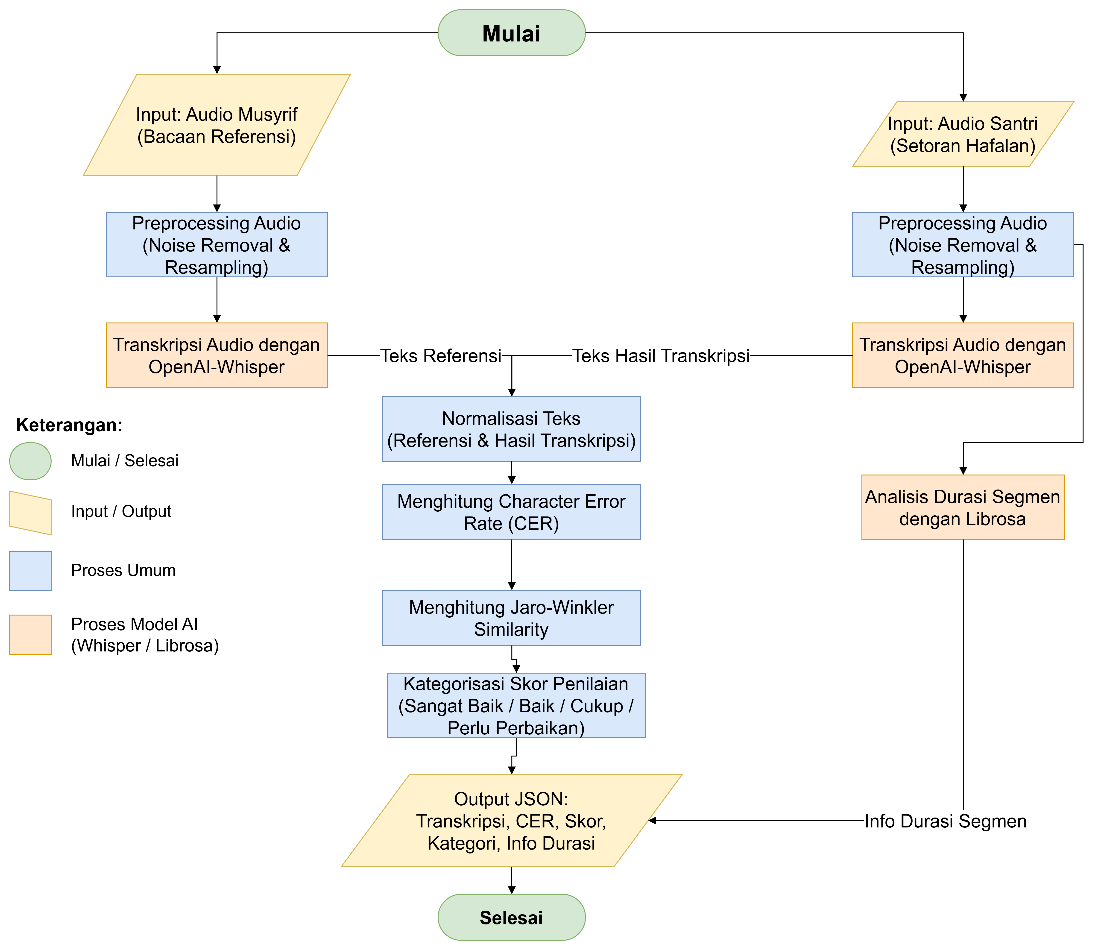 Mulai
Input: Audio Musyrif
(Bacaan Referensi)
Input: Audio Santri
(Setoran Hafalan)
Preprocessing Audio
(Noise Removal &
Resampling)
Preprocessing Audio
(Noise Removal &
Resampling)
Transkripsi Audio dengan
OpenAI-Whisper
Teks Referensi
Teks Hasil Transkripsi
Transkripsi Audio dengan
OpenAI-Whisper
Normalisasi Teks
(Referensi & Hasil Transkripsi)
Menghitung Character Error
Rate (CER)
Analisis Durasi Segmen
dengan Librosa
Menghitung Jaro-Winkler
Similarity
Kategorisasi Skor Penilaian
(Sangat Baik / Baik / Cukup /
Perlu Perbaikan)
Output JSON:
Transkripsi, CER, Skor,
Kategori, Info Durasi
Info Durasi Segmen
Selesai
Keterangan:
Mulai / Selesai
Input / Output
Proses Umum
Proses Model AI
(Whisper / Librosa)